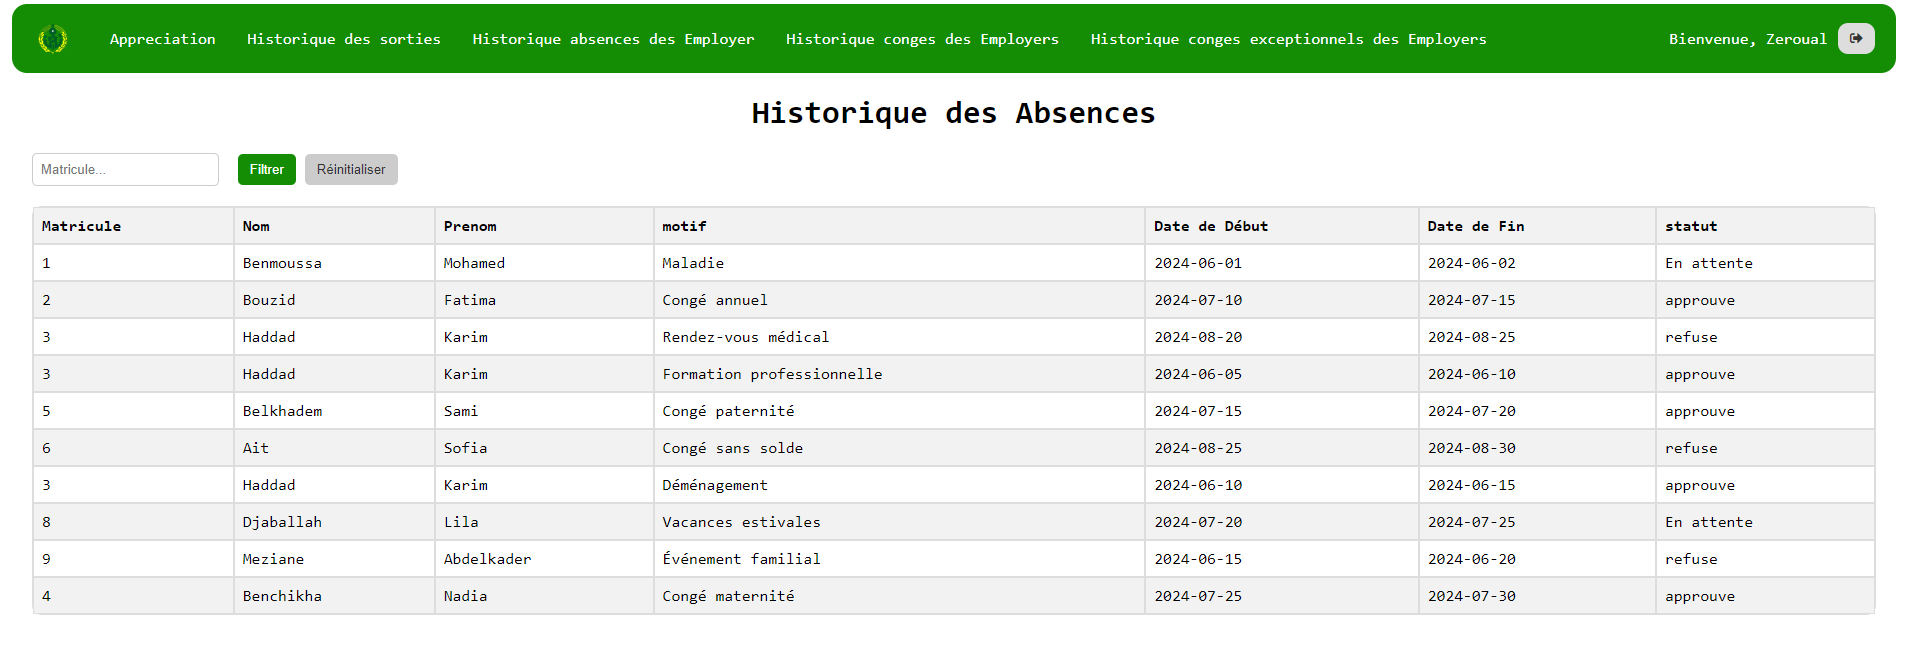 Appreciation Historique des sorties Historique absences des Employer Historique conges des Employers Historique conges exceptionnels des Employers Bienvenue, Zeroual
Historique des Absences
Matricule... Filtrer Réinitialiser
Matricule Nom Prenom motif Date de Début Date de Fin statut
1 Benmoussa Mohamed Maladie 2024-06-01 2024-06-02 En attente
2 Bouzid Fatima Congé annuel 2024-07-10 2024-07-15 approuve
3 Haddad Karim Rendez-vous médical 2024-08-20 2024-08-25 refuse
3 Haddad Karim Formation professionnelle 2024-06-05 2024-06-10 approuve
5 Belkhadem Sami Congé paternité 2024-07-15 2024-07-20 approuve
6 Ait Sofia Congé sans solde 2024-08-25 2024-08-30 refuse
3 Haddad Karim Déménagement 2024-06-10 2024-06-15 approuve
8 Djaballah Lila Vacances estivales 2024-07-20 2024-07-25 En attente
9 Meziane Abdelkader Événement familial 2024-06-15 2024-06-20 refuse
4 Benchikha Nadia Congé maternité 2024-07-25 2024-07-30 approuve